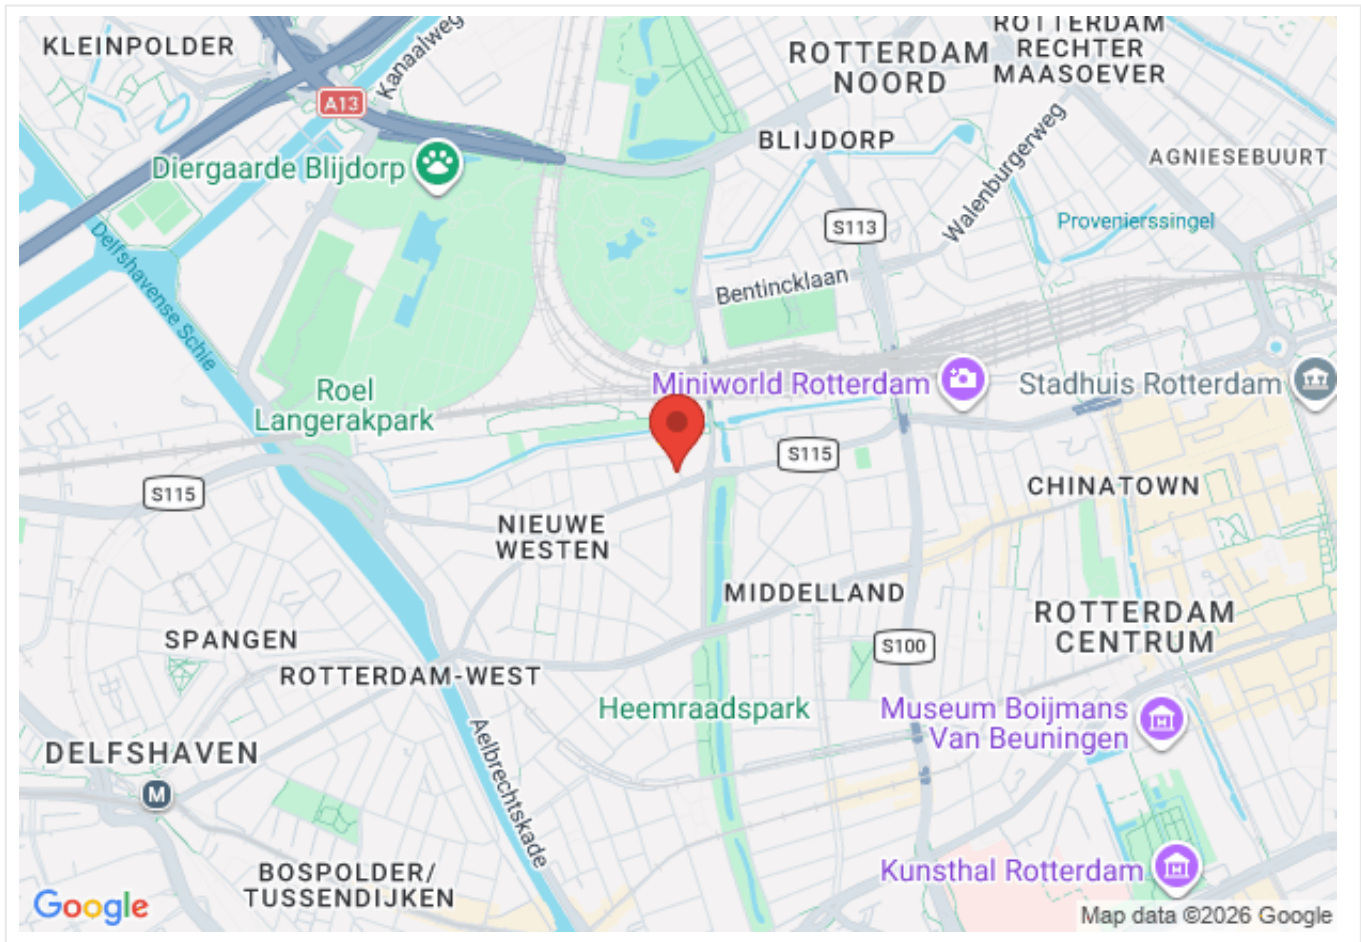 KLEINPOLDER
Kanaalweg
ROTTERDAM
NOORD
ROTTERDAM
RECHTER
MAASOEVER
A13
BLIJDORP
Walenburgerweg
AGNIESEBUURT
Diergaarde Blijdorp
S113
Provenierssingel
Delfshavense Schie
Bentincklaan
Roel
Langerakpark
Miniworld Rotterdam
Stadhuis Rotterdam
S115
S115
CHINATOWN
NIEUWE
WESTEN
MIDDELLAND
ROTTERDAM
CENTRUM
SPANGEN
S100
ROTTERDAM-WEST
Heemraadspark
Museum Boijmans
Van Beuningen
DELFSHAVEN
M
Aelbrechtskade
BOSPOLDER/
TUSSENDIJKEN
Kunsthal Rotterdam
Google
Map data ©2026 Google